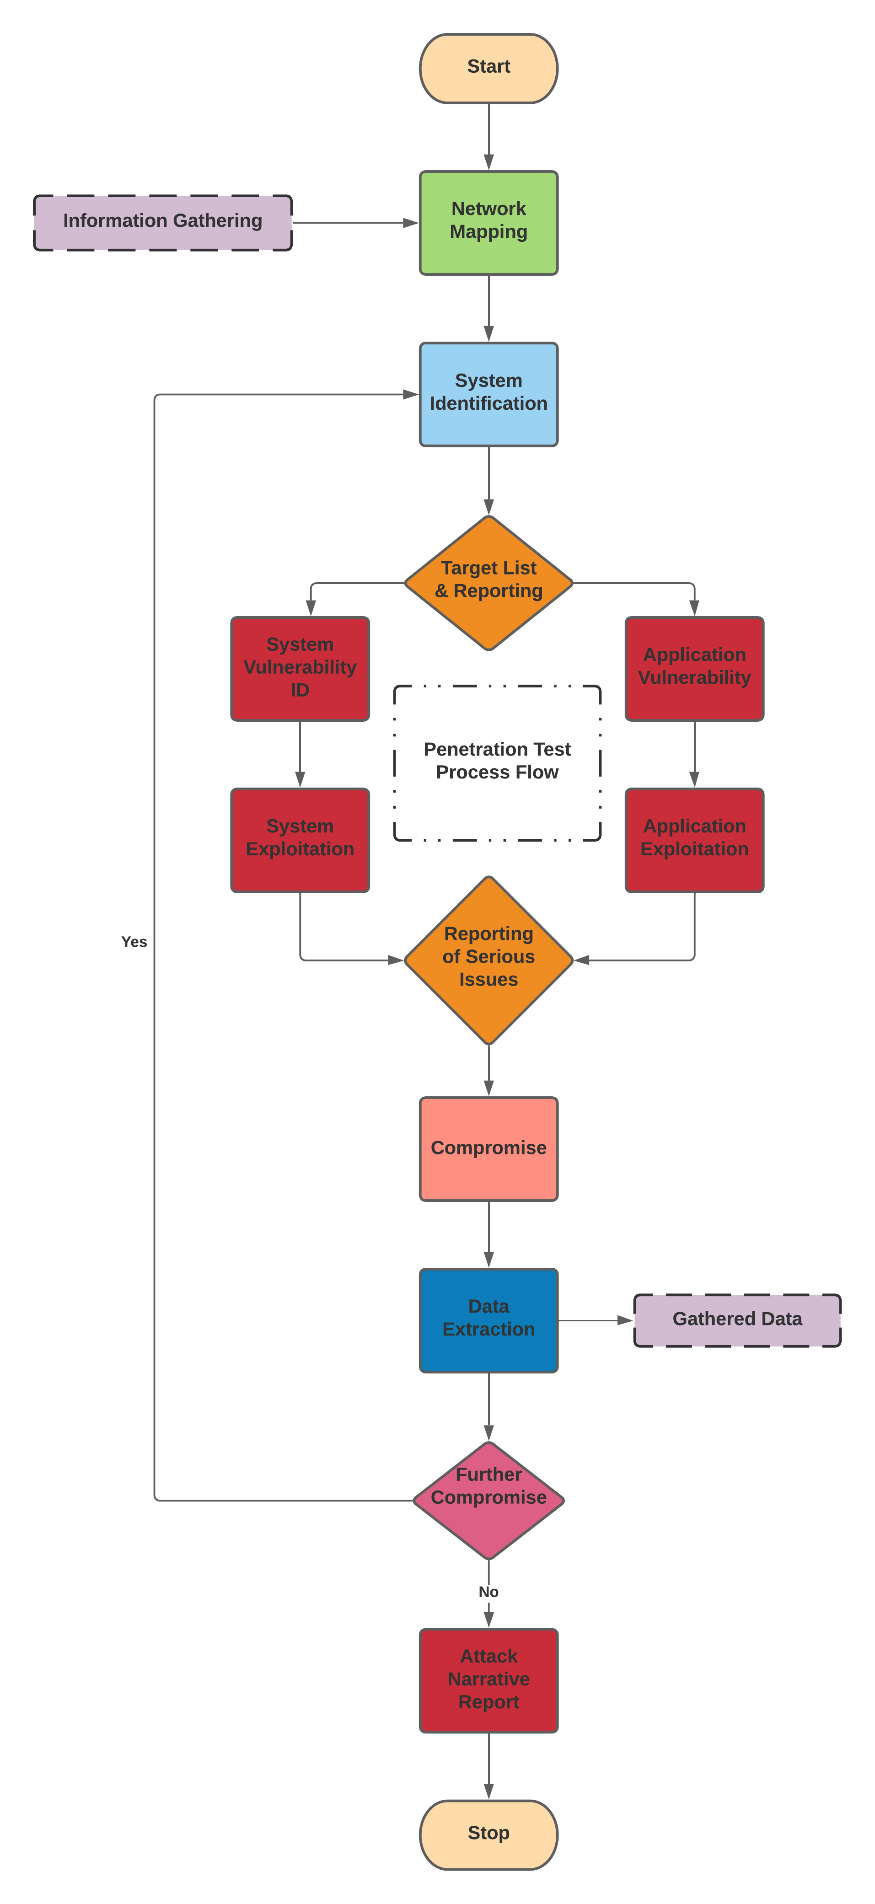 Start
Information Gathering
Network
Mapping
System
Identification
Target List
& Reporting
System
Vulnerability
ID
Application
Vulnerability
Penetration Test
Process Flow
System
Exploitation
Application
Exploitation
Yes
Reporting
of Serious
Issues
Compromise
Data
Extraction
Gathered Data
Further
Compromise
No
Attack
Narrative
Report
Stop